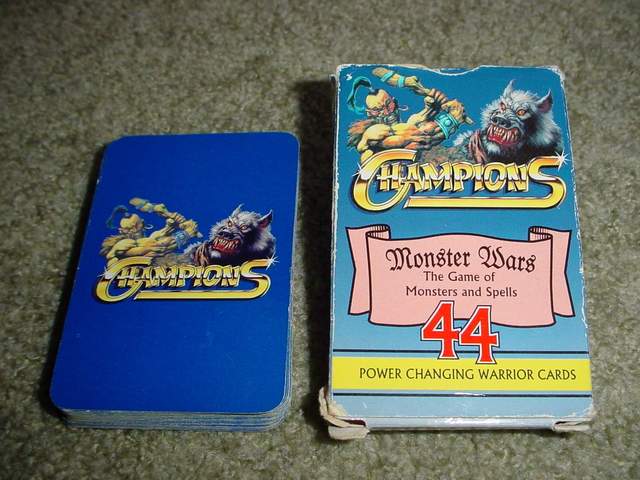 CHAMPIONS
CHAMPIONS
Monster Wars
The Game of
Monsters and Spells
44
POWER CHANGING WARRIOR CARDS